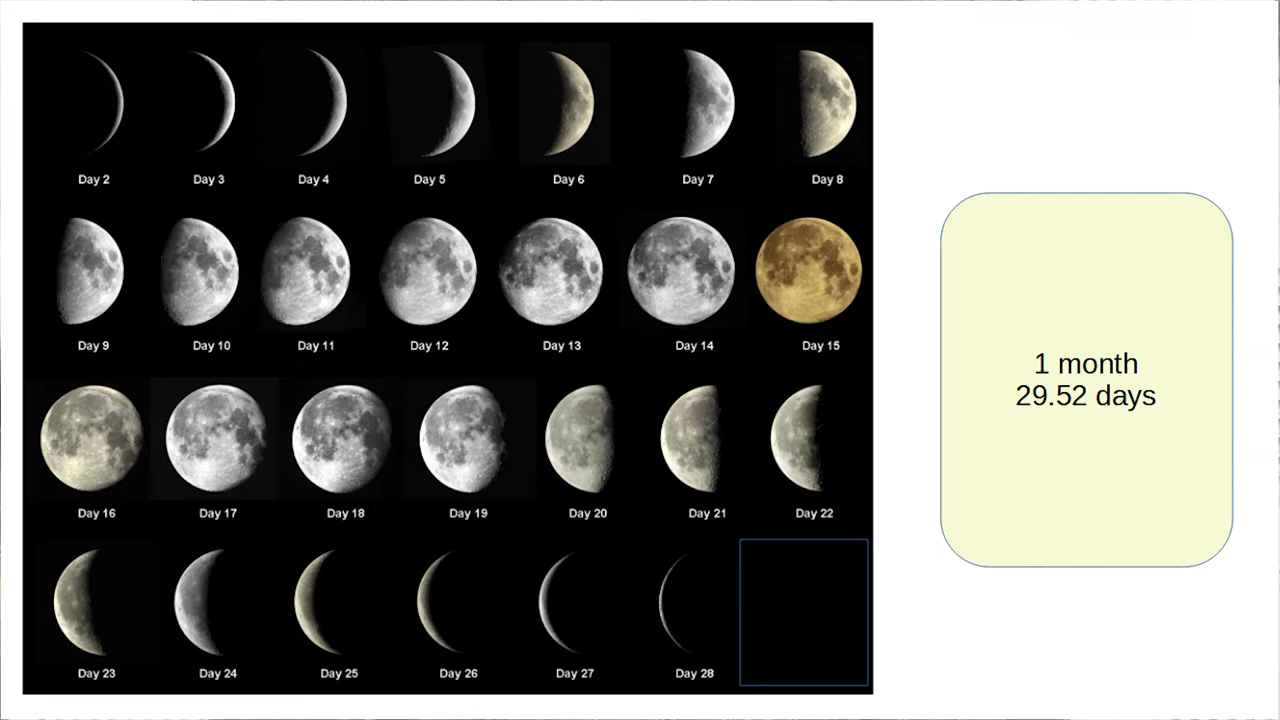 Day 2
Day 3
Day 4
Day 5
Day 6
Day 7
Day 8
Day 9
Day 10
Day 11
Day 12
Day 13
Day 14
Day 15
Day 16
Day 17
Day 18
Day 19
Day 20
Day 21
Day 22
Day 23
Day 24
Day 25
Day 26
Day 27
Day 28
1 month
29.52 days